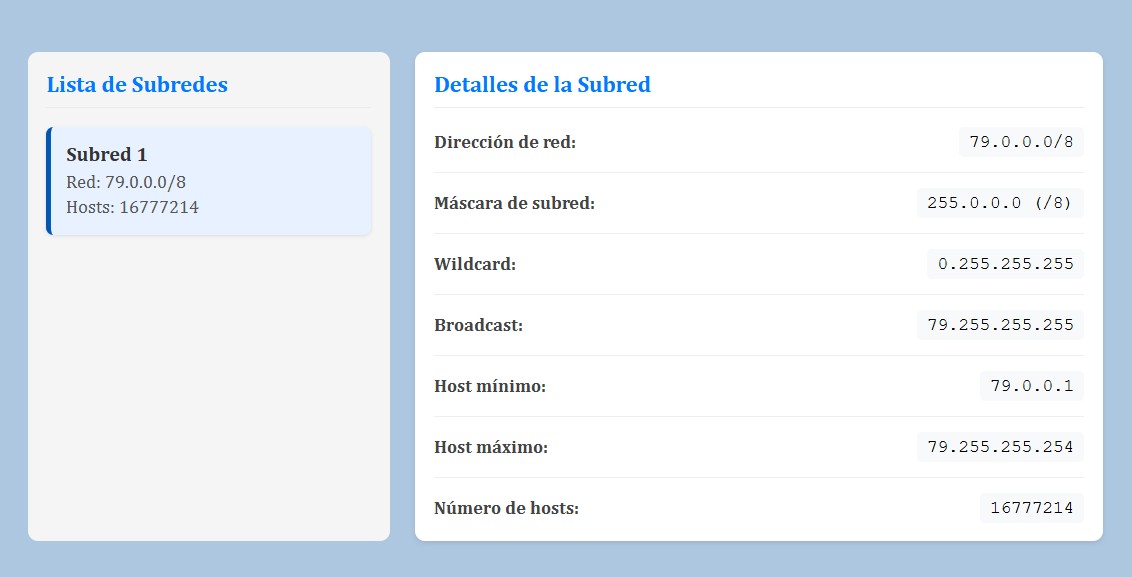 Lista de Subredes
Subred 1
Red: 79.0.0.0/8
Hosts: 16777214
Detalles de la Subred
Dirección de red: 79.0.0.0/8
Máscara de subred: 255.0.0.0 (/8)
Wildcard: 0.255.255.255
Broadcast: 79.255.255.255
Host mínimo: 79.0.0.1
Host máximo: 79.255.255.254
Número de hosts: 16777214